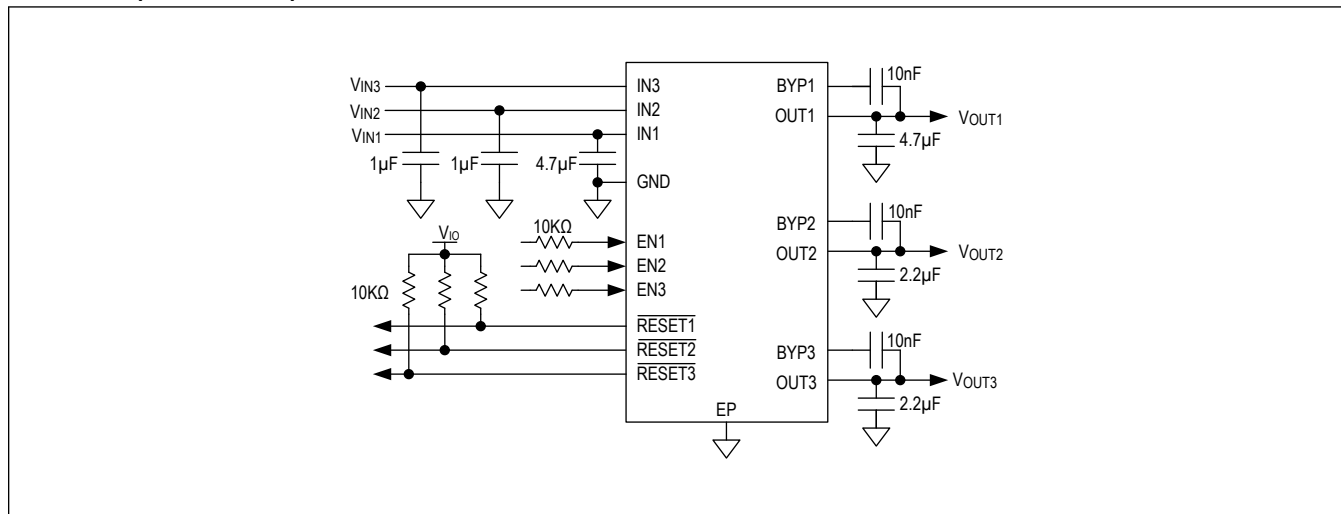 VIN3
VIN2
VIN1
1µF
1µF
4.7µF
VIO
10KΩ
10KΩ
IN3
IN2
IN1
GND
EN1
EN2
EN3
RESET1
RESET2
RESET3
EP
BYP1
OUT1
BYP2
OUT2
BYP3
OUT3
10nF
VOUT1
4.7µF
10nF
VOUT2
2.2µF
10nF
VOUT3
2.2µF